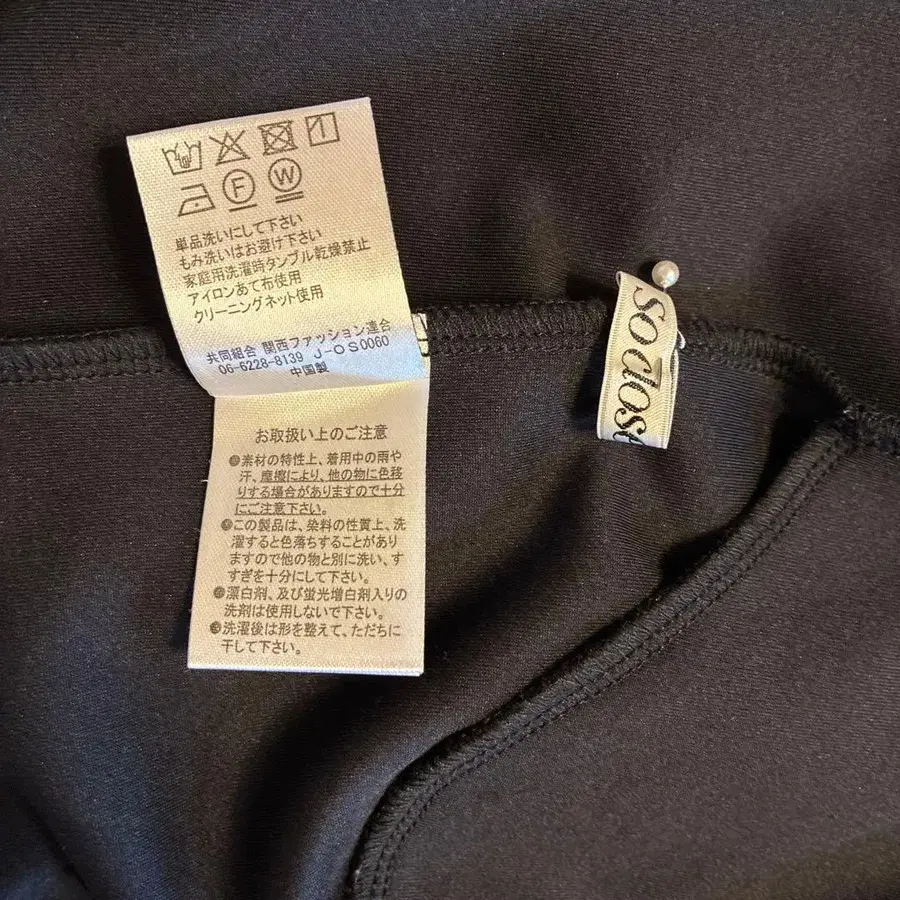 F W
単品洗いにして下さい
もみ洗いはお避け下さい
家庭用洗濯時タンブル乾燥禁止
アイロンあて布使用
クリーニングネット使用
共同組合 関西ファッション連合
06-6228-8139 J-OS0060
中国製
So close
お取扱い上のご注意
●素材の特性上、着用中の雨や
汗、摩擦により、他の物に色移
りする場合がありますので十分
にご注意下さい。
●この製品は、染料の性質上、洗
濯すると色落ちすることがあり
ますので他の物と別に洗い、す
すぎを十分にして下さい。
●漂白剤、及び蛍光増白剤入りの
洗剤は使用しないで下さい。
●洗濯後は形を整えて、ただちに
干して下さい。